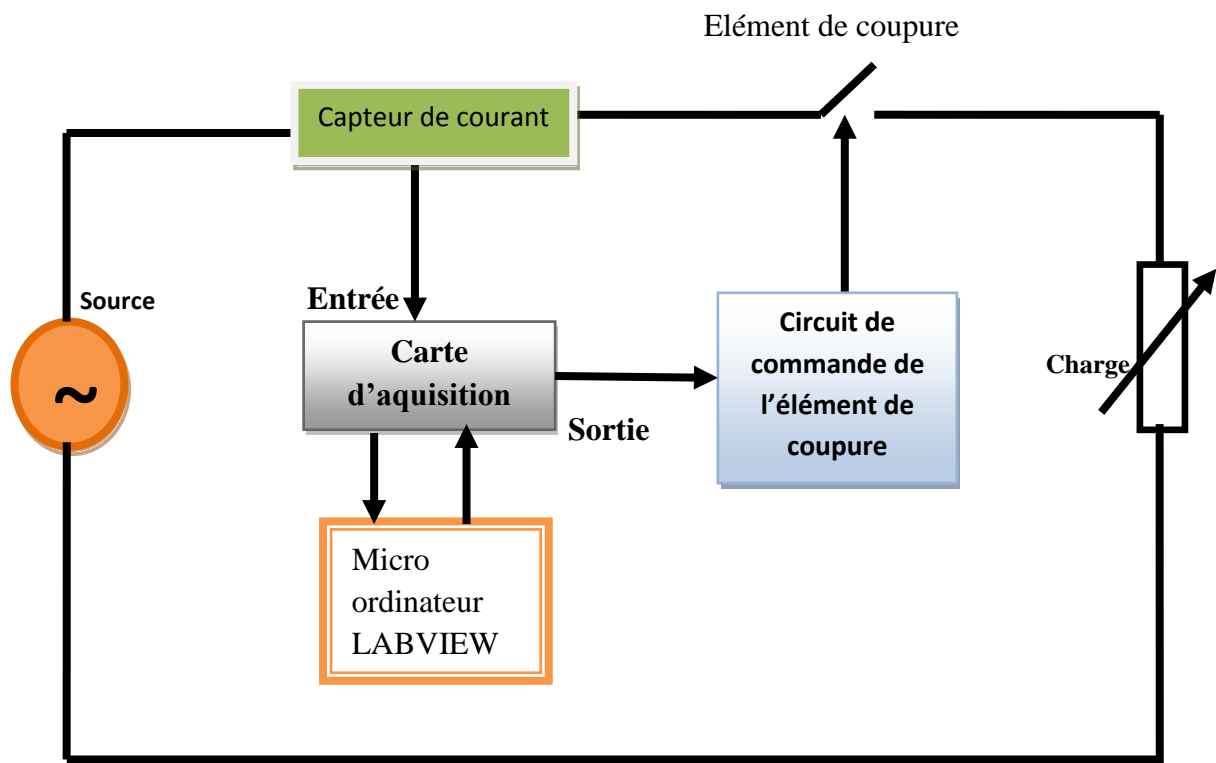 Elément de coupure
Capteur de courant
Source
Entrée
Carte
d’aquisition
Sortie
Circuit de
commande de
l’élément de
coupure
Charge
~
Micro
ordinateur
LABVIEW